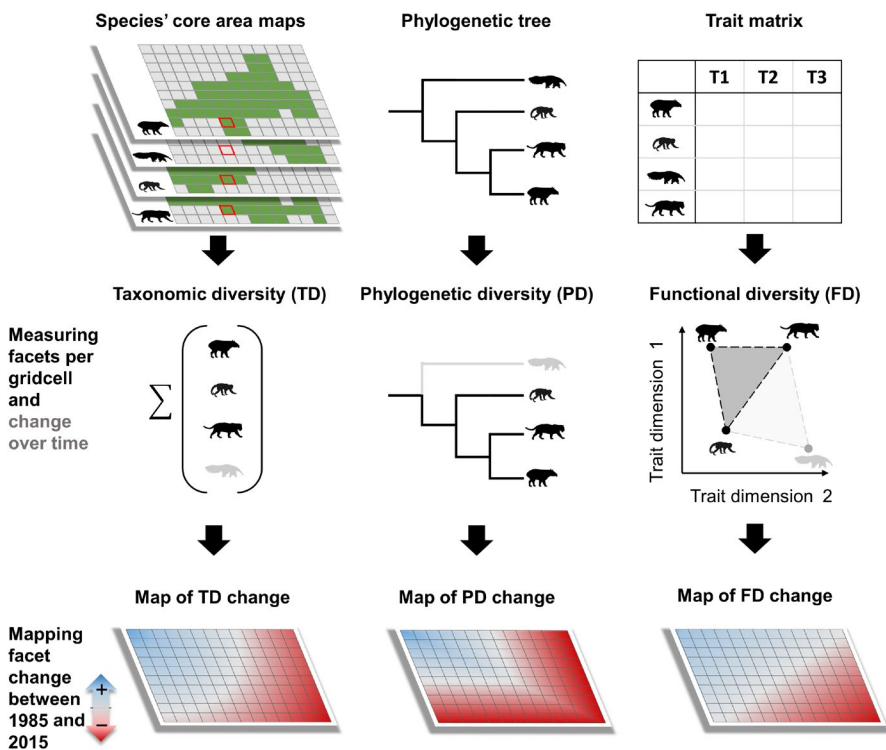 Species' core area maps
Phylogenetic tree
Trait matrix
T1 T2 T3
Taxonomic diversity (TD)
Phylogenetic diversity (PD)
Functional diversity (FD)
Measuring
facets per
gridcell
and
change
over time
Σ
Trait dimension 1
Trait dimension 2
Map of TD change
Map of PD change
Map of FD change
Mapping
facet
change
between
1985 and
2015
+
−